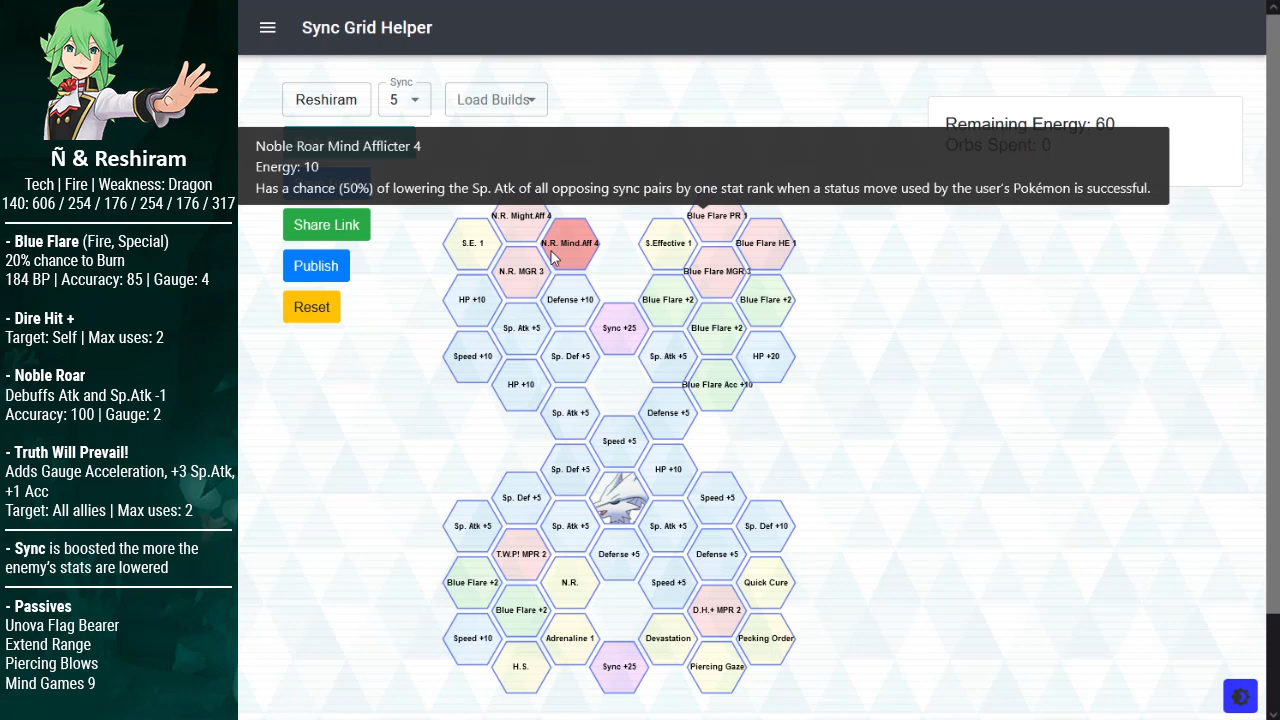 Ñ & Reshiram
Tech | Fire | Weakness: Dragon
140: 606 / 254 / 176 / 254 / 176 / 317
- Blue Flare (Fire, Special)
20% chance to Burn
184 BP | Accuracy: 85 | Gauge: 4
- Dire Hit +
Target: Self | Max uses: 2
- Noble Roar
Debuffs Atk and Sp.Atk -1
Accuracy: 100 | Gauge: 2
- Truth Will Prevail!
Adds Gauge Acceleration, +3 Sp.Atk,
+1 Acc
Target: All allies | Max uses: 2
- Sync is boosted the more the
enemy's stats are lowered
- Passives
Unova Flag Bearer
Extend Range
Piercing Blows
Mind Games 9
Sync Grid Helper
Reshiram
Sync
5
Load Builds
Remaining Energy: 60
Orbs Spent: 0
Noble Roar Mind Afflicter 4
Energy: 10
Has a chance (50%) of lowering the Sp. Atk of all opposing sync pairs by one stat rank when a status move used by the user's Pokémon is successful.
Share Link
Publish
Reset
N.R. Might.Aff 4
Blue Flare PR 1
S.E. 1
N.R. Mind.Aff 4
S.Effective 1
Blue Flare HE 1
N.R. MGR 3
Blue Flare MGR 3
HP +10
Defense +10
Blue Flare +2
Blue Flare +2
Sp. Atk +5
Sync +25
Blue Flare +2
Speed +10
Sp. Def +5
Sp. Atk +5
HP +20
HP +10
Blue Flare Acc +10
Sp. Atk +5
Defense +5
Speed +5
Sp. Def +5
HP +10
Sp. Def +5
Speed +5
Sp. Atk +5
Sp. Atk +5
Sp. Atk +5
Sp. Def +10
T.W.P! MPR 2
Defense +5
Defense +5
Blue Flare +2
N.R.
Speed +5
Quick Cure
Blue Flare +2
D.H.+ MPR 2
Speed +10
Adrenaline 1
Devastation
Pecking Order
H.S.
Sync +25
Piercing Gaze